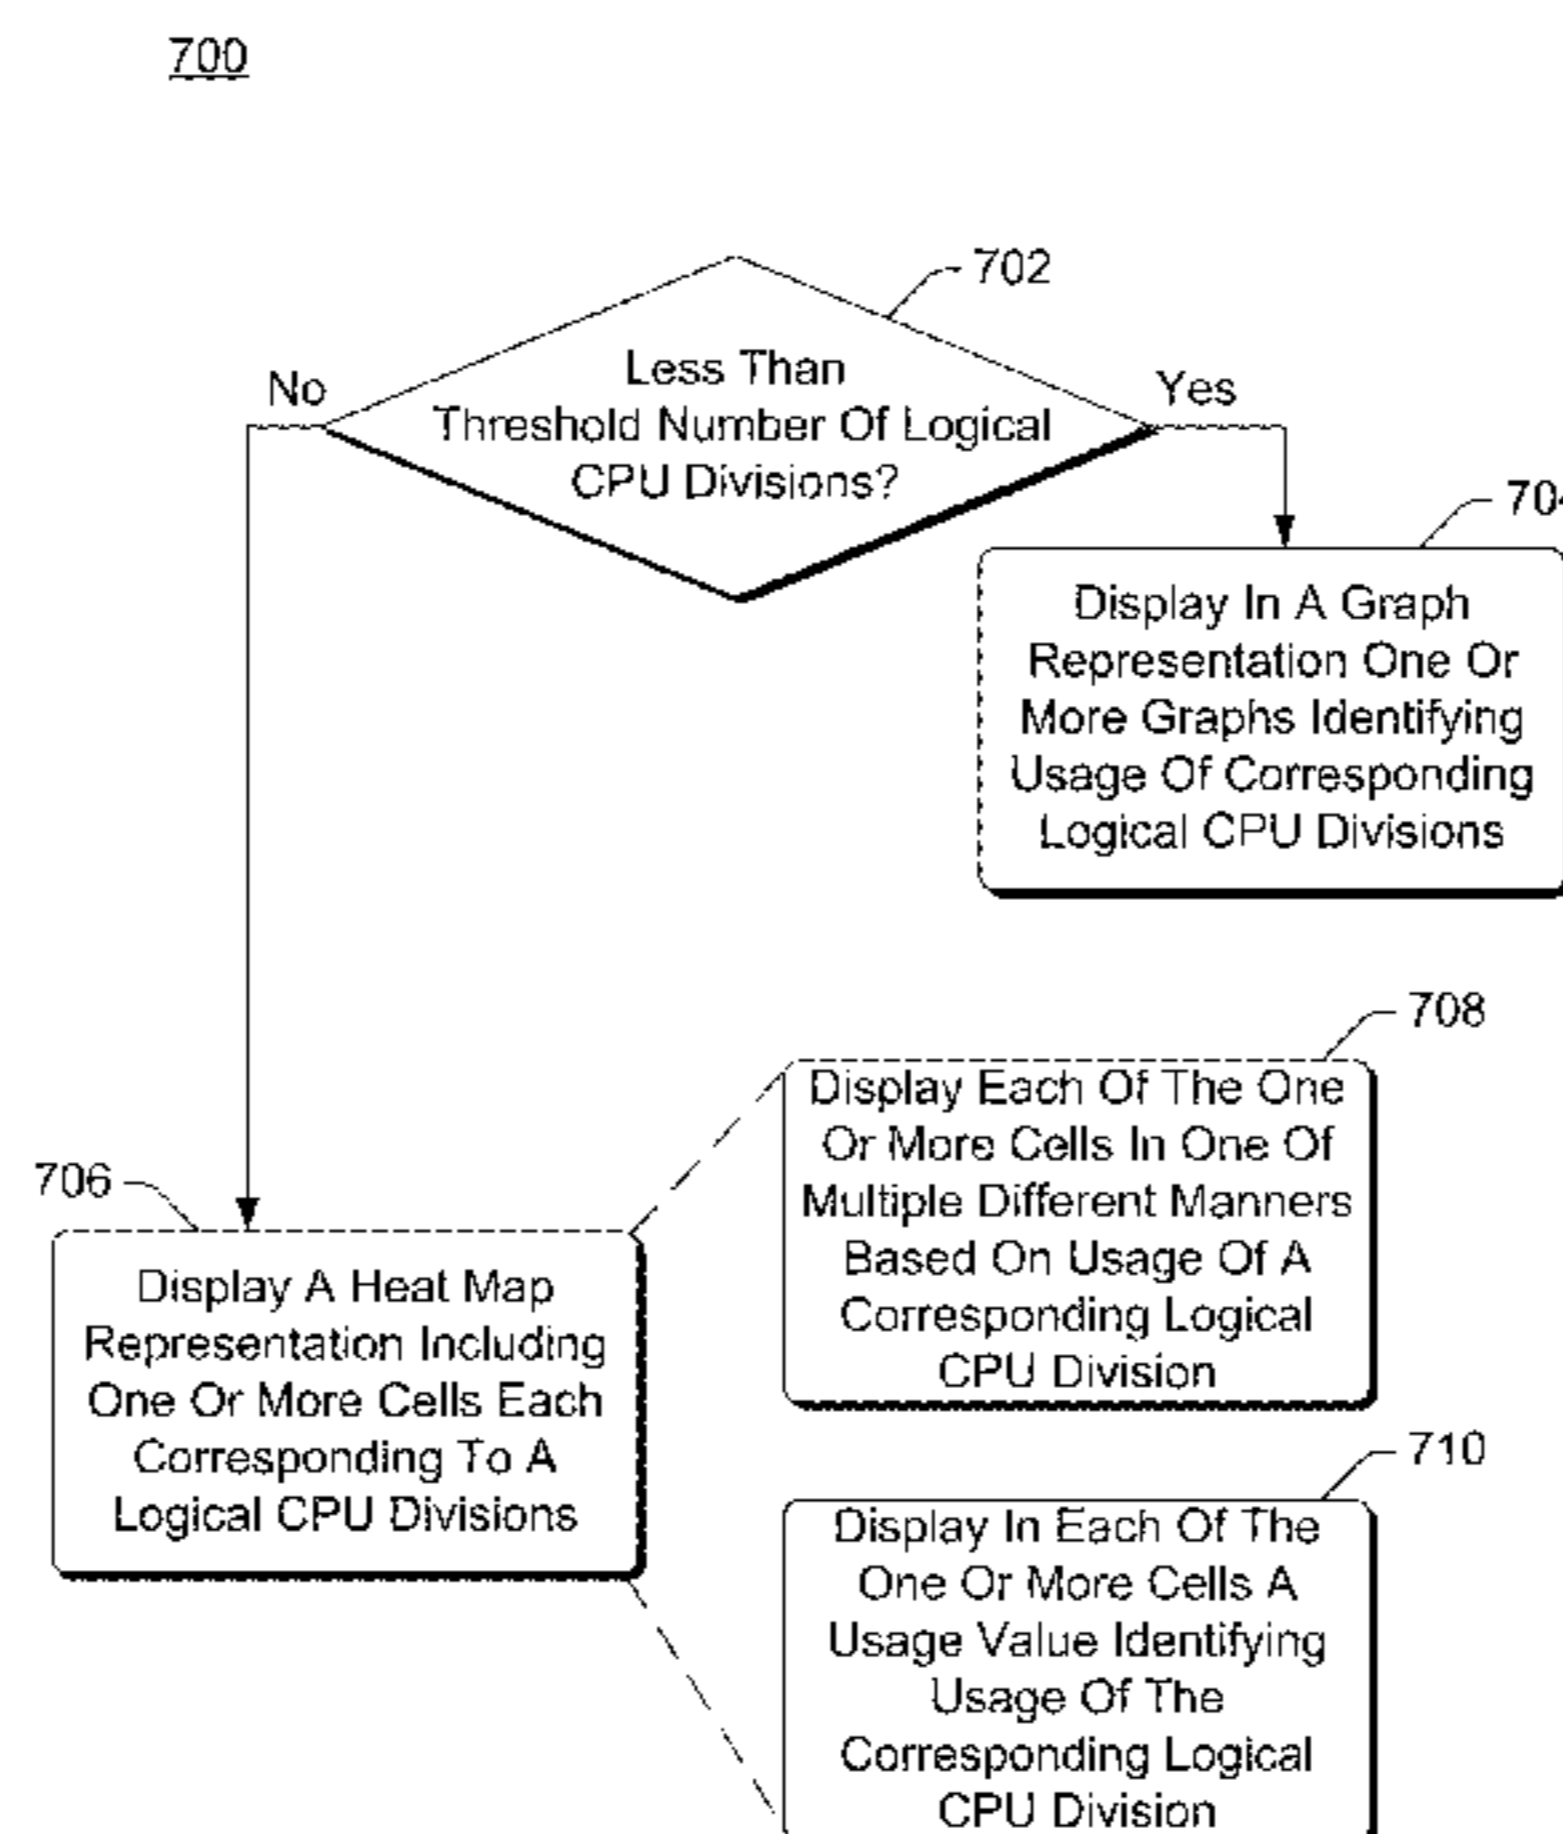 700
702
No
Yes
Less Than
Threshold Number Of Logical
CPU Divisions?
704
Display In A Graph
Representation One Or
More Graphs Identifying
Usage Of Corresponding
Logical CPU Divisions
708
Display Each Of The One
Or More Cells In One Of
Multiple Different Manners
Based On Usage Of A
Corresponding Logical
CPU Division
706
Display A Heat Map
Representation Including
One Or More Cells Each
Corresponding To A
Logical CPU Divisions
710
Display In Each Of The
One Or More Cells A
Usage Value Identifying
Usage Of The
Corresponding Logical
CPU Division